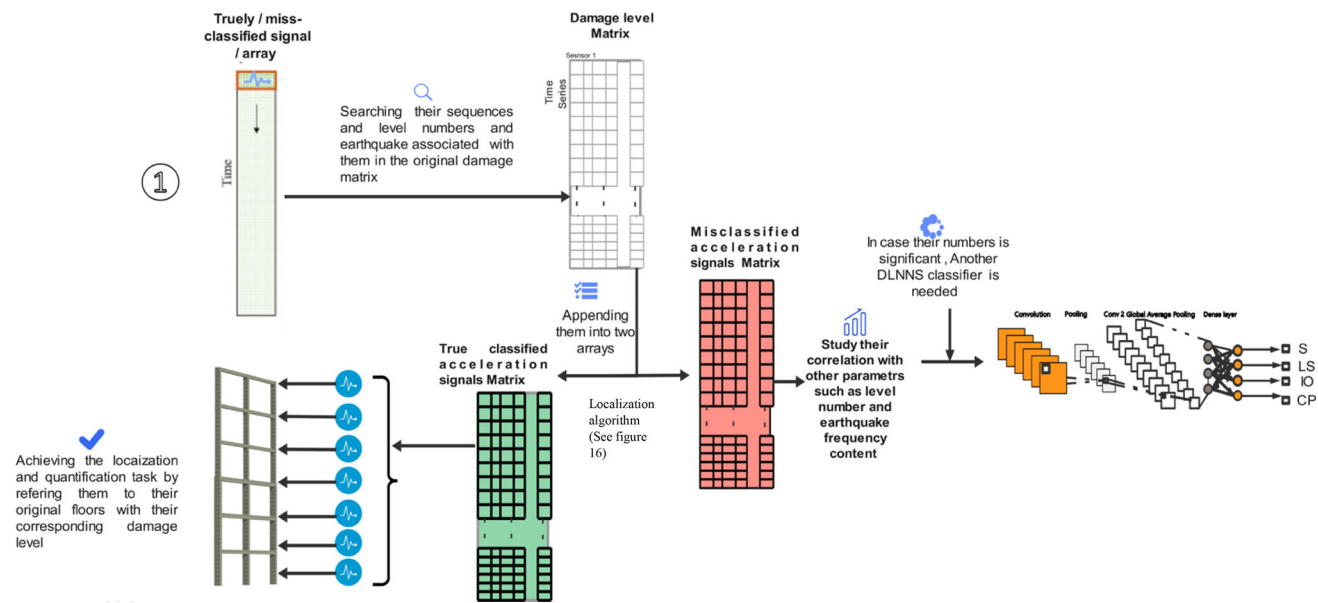 Truely / miss-
classified signal
/ array
Time
1
Searching their sequences
and level numbers and
earthquake associated with
them in the original damage
matrix
Damage level
Matrix
Sesnsor 1
Time
Series
Appending
them into two
arrays
Misclassified
acceleration
signals Matrix
In case their numbers is
significant , Another
DLNNS classifier is
needed
Study their
correlation with
other parametrs
such as level
number and
earthquake
frequency
content
Convolution
Pooling
Conv 2
Global Average Pooling
Dense layer
S
LS
IO
CP
True classified
acceleration
signals Matrix
Localization
algorithm
(See figure
16)
Achieving the locaization
and quantification task by
refering them to their
original floors with their
corresponding damage
level